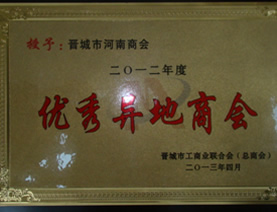 授予：晋城市河南商会
二〇一二年度
优秀异地商会
晋城市工商业联合会（总商会）
二〇一三年四月